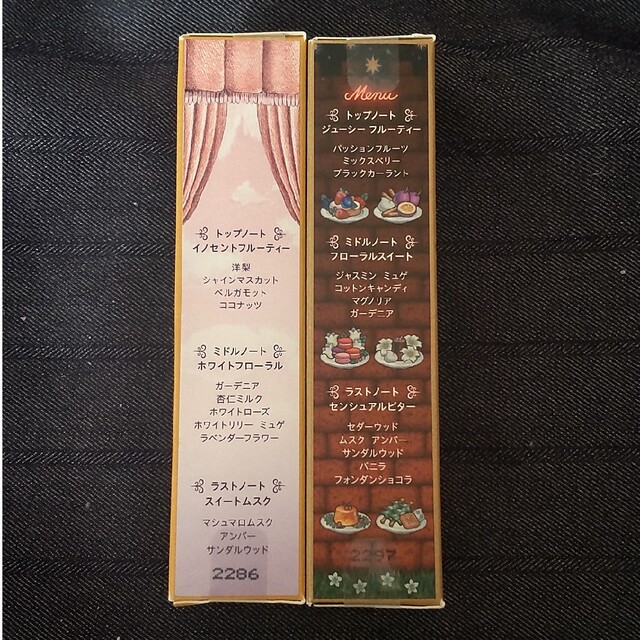 トップノート
イノセントフルーティー
洋梨
シャインマスカット
ベルガモット
ココナッツ
ミドルノート
ホワイトフローラル
ガーデニア
杏仁ミルク
ホワイトローズ
ホワイトリリー ミュゲ
ラベンダーフラワー
ラストノート
スイートムスク
マシュマロムスク
アンバー
サンダルウッド
2286
Menu
トップノート
ジューシー フルーティー
パッションフルーツ
ミックスベリー
ブラックカーラント
ミドルノート
フローラルスイート
ジャスミン ミュゲ
コットンキャンディ
マグノリア
ガーデニア
ラストノート
センシュアルビター
セダーウッド
ムスク アンバー
サンダルウッド
バニラ
フォンダンショコラ
2297